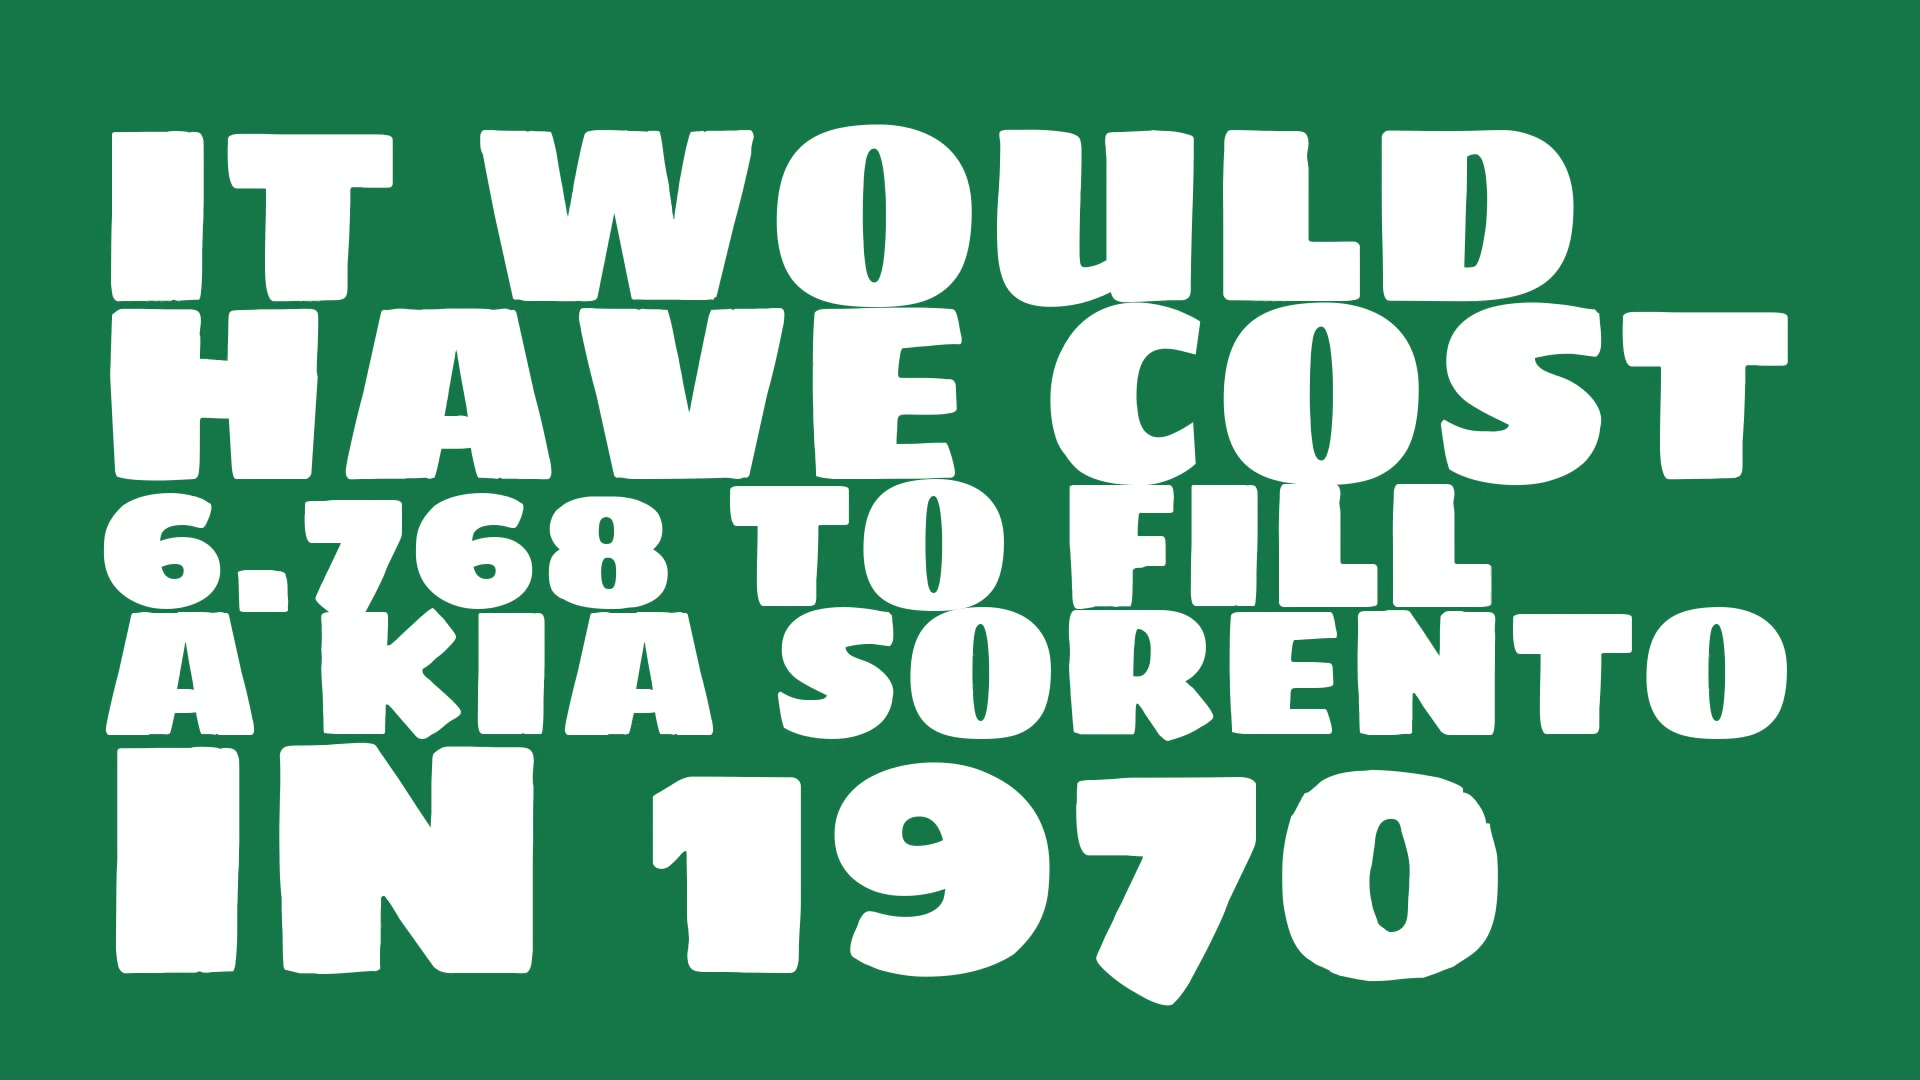 IT WOULD
HAVE COST
6.768 TO FILL
A KIA SORENTO
IN 1970